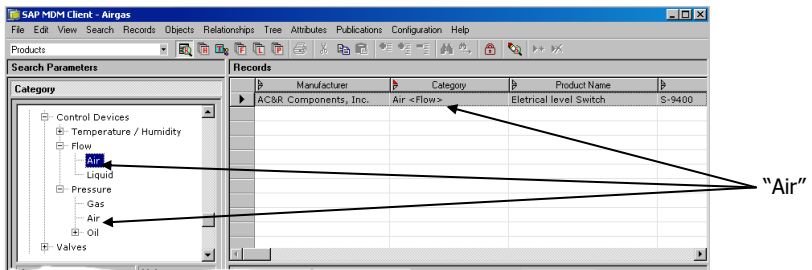 SAP MDM Client - Airgas
File Edit View Search Records Objects Relationships Tree Attributes Publications Configuration Help
Products
Search Parameters
Records
Category
Manufacturer Category Product Name
AC&R Components, Inc. Air <Flow> Eletrical level Switch S-9400
Control Devices
Temperature / Humidity
Flow
Air
Liquid
Pressure
Gas
Air
Oil
Valves
"Air"